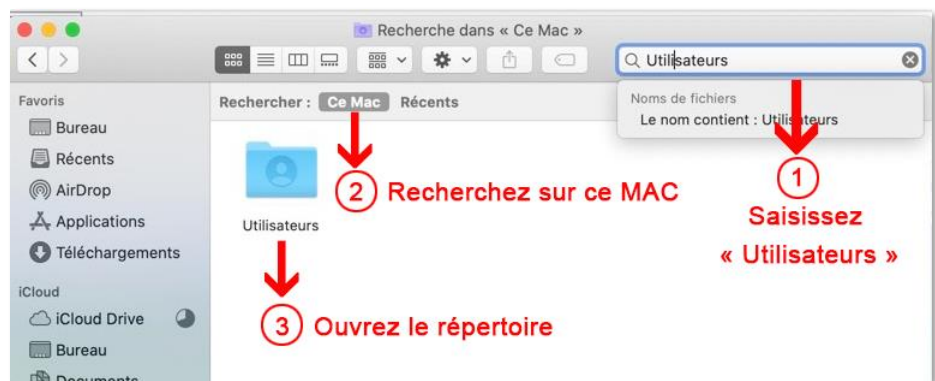 Recherche dans « Ce Mac »
Utilisateurs
Favoris
Rechercher : Ce Mac Récents
Noms de fichiers
Le nom contient : Utilisateurs
Bureau
Récents
AirDrop
Applications
Téléchargements
Utilisateurs
2 Recherchez sur ce MAC
1
Saisissez
« Utilisateurs »
3 Ouvrez le répertoire
iCloud
iCloud Drive
Bureau
Documents